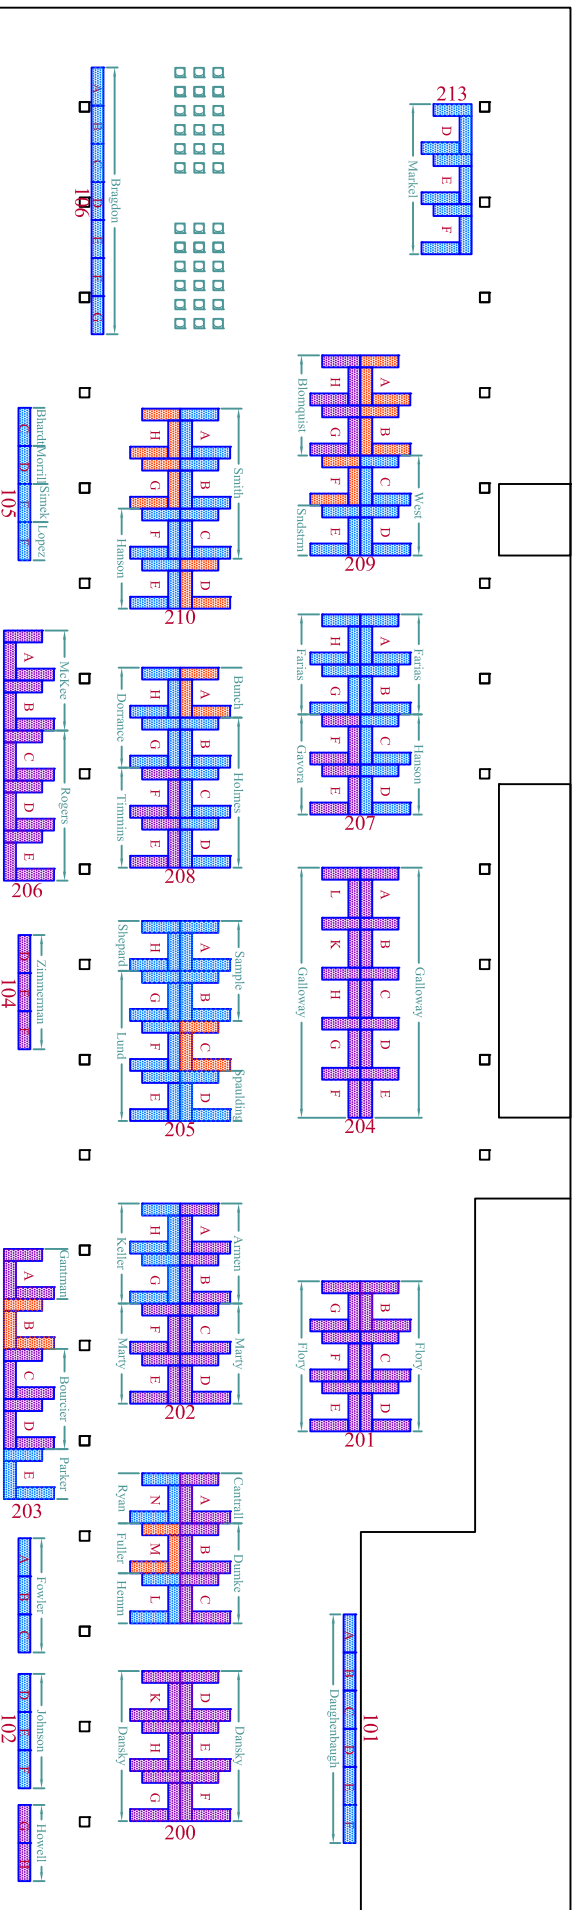 213
D
E
F
Markel
A
B
C
D
E
F
G
106
Bragdon
Blomquist
H
A
G
B
West
F
C
Sndstrm
E
D
209
Smith
H
A
G
B
Hanson
F
C
E
D
210
Bhardt
Morrill
Simek
Lopez
C
D
E
F
105
McKee
A
B
Rogers
C
D
E
206
Farias
H
A
Farias
G
B
Gavora
F
C
Hanson
E
D
207
Dorrance
H
A
Bunch
G
B
Holmes
Timmins
F
C
E
D
208
Galloway
L
A
Galloway
K
B
H
C
G
D
F
E
204
Zimmerman
D
E
F
104
Shepard
H
A
Sample
G
B
Lund
F
C
Spaulding
E
D
205
Keller
H
A
Armen
G
B
Marty
F
C
Marty
E
D
202
Flory
G
B
Flory
F
C
E
D
201
Gantman
A
B
Bourcier
C
D
Parker
E
203
Ryan
N
A
Cantrall
Fuller
M
B
Dumke
Hemm
L
C
Fowler
A
B
C
Johnson
D
E
F
102
Howell
G
H
Dansky
K
D
Dansky
H
E
G
F
200
Daughenbaugh
A
B
C
D
E
F
101